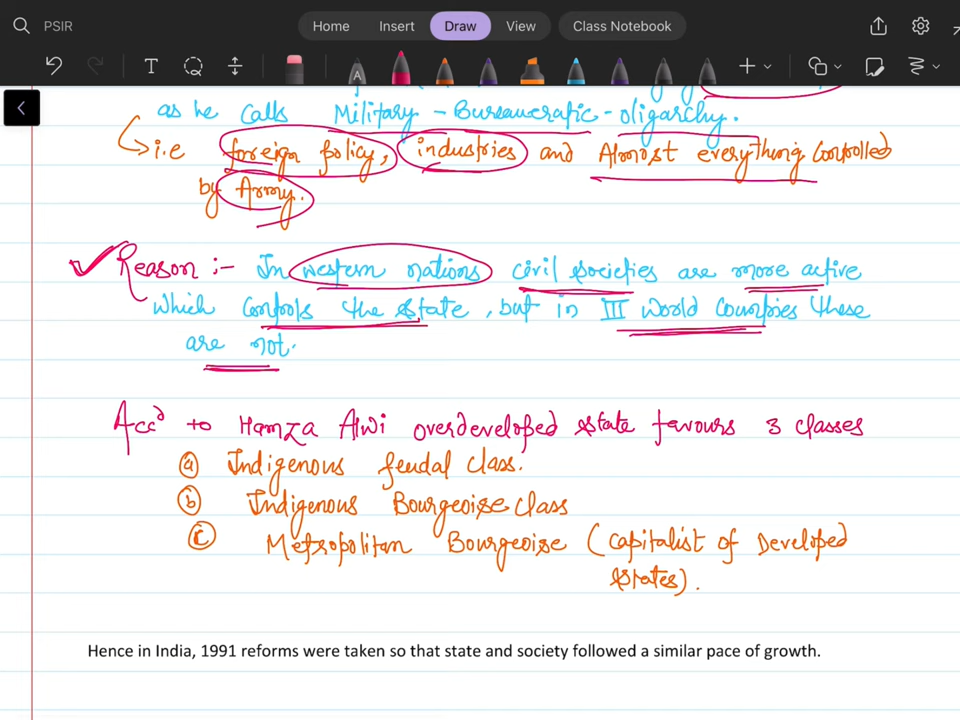 PSIR
Home Insert Draw View Class Notebook
T
A
as he calls Military - Bureaucratic - oligarchy.
i.e foreign policy, industries and Almost everything controlled
by Army.
Reason :- In western nations civil societies are more active
which controls the state, but in III world countries these
are not.
Accd to Hamza Alwi overdeveloped state favours 3 classes
a Indigenous feudal class.
b Indigenous Bourgeoise class
c Metropolitan Bourgeoise (capitalist of Developed
states).
Hence in India, 1991 reforms were taken so that state and society followed a similar pace of growth.